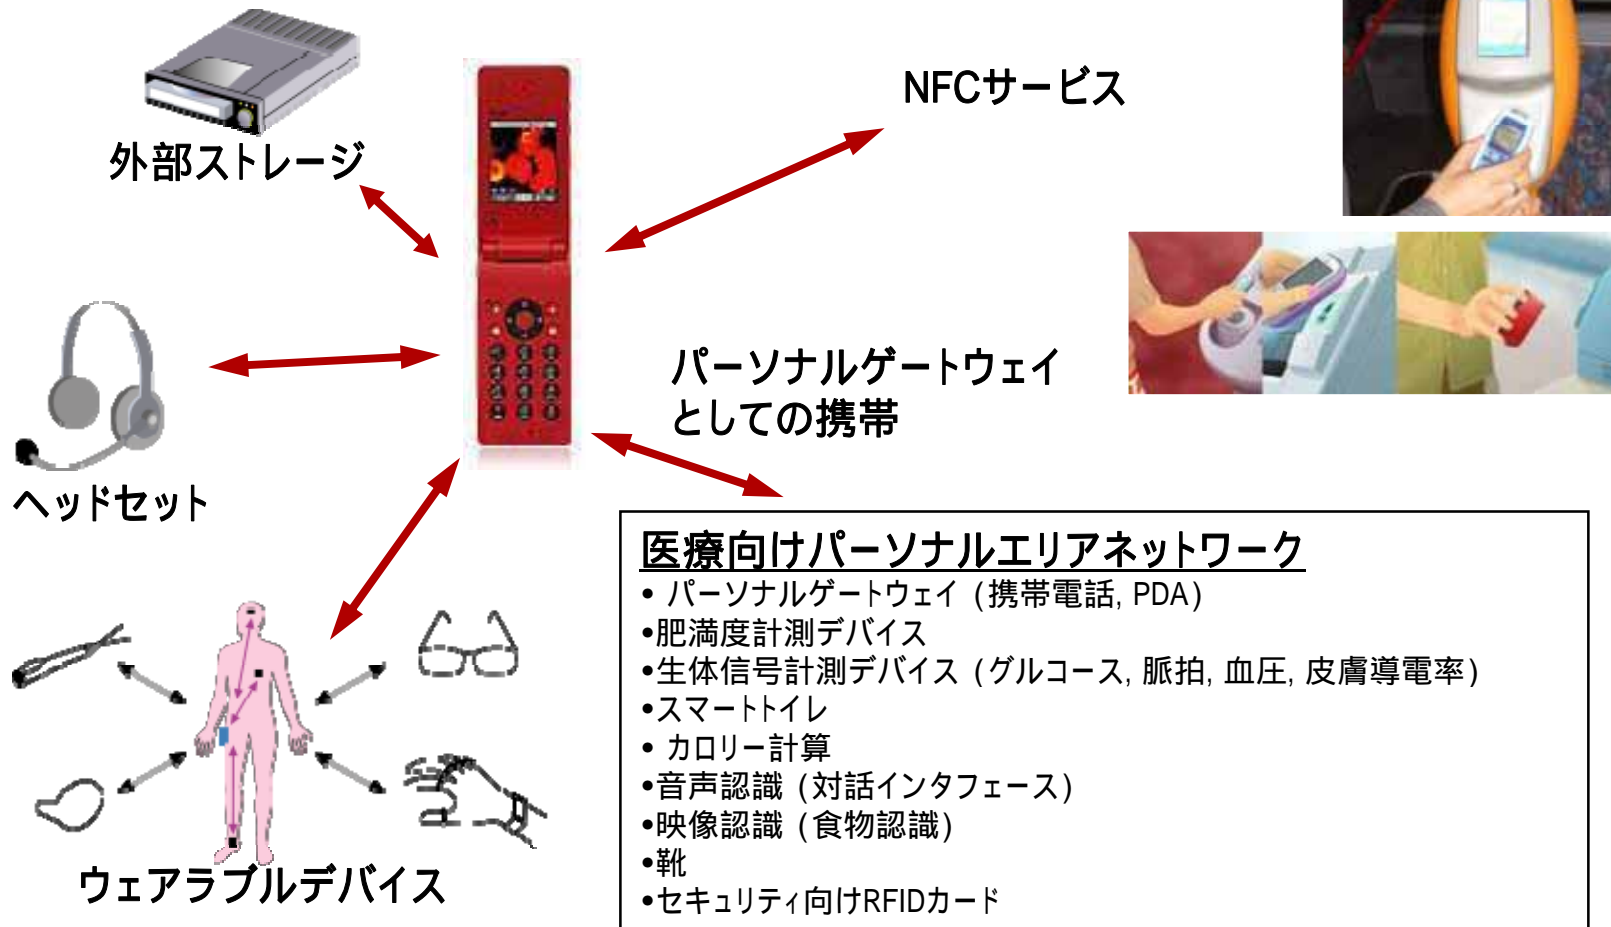 外部ストレージ
NFCサービス
パーソナルゲートウェイ
としての携帯
ヘッドセット
医療向けパーソナルエリアネットワーク
• パーソナルゲートウェイ (携帯電話, PDA)
•肥満度計測デバイス
•生体信号計測デバイス (グルコース, 脈拍, 血圧, 皮膚導電率)
•スマートトイレ
• カロリー計算
•音声認識 (対話インタフェース)
•映像認識 (食物認識)
•靴
•セキュリティ向けRFIDカード
ウェアラブルデバイス